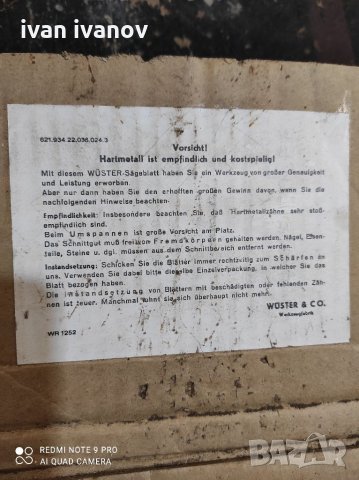 ivan ivanov
621.934.22.036.024.3
Vorsicht!
Hartmetall ist empfindlich und kostspielig!
Mit diesem WÜSTER-Sägeblatt haben Sie ein Werkzeug von großer Genauigkeit
und Leistung erworben.
Aber nur dann haben Sie den erhofften großen Gewinn davon, wenn Sie die
nachfolgenden Hinweise beachten.
Empfindlichkeit: Insbesondere beachten Sie, daß Hartmetallzähne sehr stoß-
empfindlich sind.
Beim Umspannen ist große Vorsicht am Platz.
Das Schnittgut muß frei von Fremdkörpern gehalten werden. Nägel, Eisen-
teile, Steine u. dgl. müssen aus dem Schnittbereich entfernt werden.
Instandsetzung: Schicken Sie die Blätter immer rechtzeitig zum Schärfen an
uns. Verwenden Sie dabei bitte dieselbe Einzelverpackung, in welcher Sie das
Blatt bezogen haben.
Die Instandsetzung von Blättern mit beschädigten oder fehlenden Zäh-
nen ist teuer. Manchmal lohnt sie sich überhaupt nicht mehr.
WÜSTER & CO.
Werkzeugfabrik
WR 1252
REDMI NOTE 9 PRO
AI QUAD CAMERA
bazar.bg